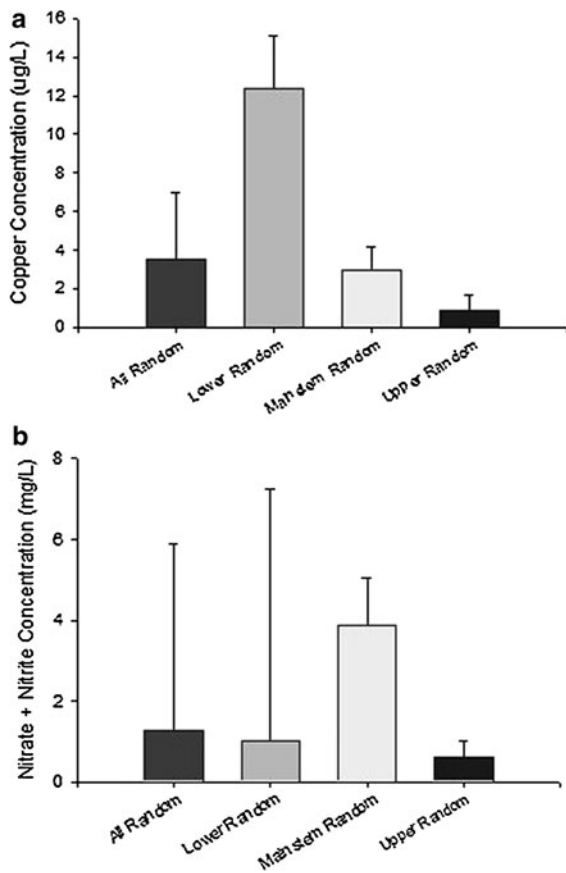 a
Copper Concentration (ug/L)
16
14
12
10
8
6
4
2
0
All Random
Lower Random
Mainstem Random
Upper Random
b
Nitrate + Nitrite Concentration (mg/L)
8
6
4
2
0
All Random
Lower Random
Mainstem Random
Upper Random